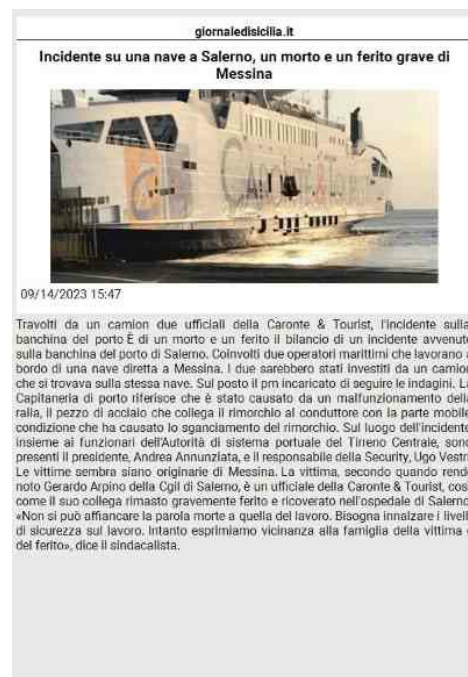 giornaledisicilia.it
Incidente su una nave a Salerno, un morto e un ferito grave di
Messina
CARONTE & TOURIST
09/14/2023 15:47
Travolti da un camion due ufficiali della Caronte & Tourist, l'incidente sulla
banchina del porto È di un morto e un ferito il bilancio di un incidente avvenuto
sulla banchina del porto di Salerno. Coinvolti due operatori marittimi che lavorano a
bordo di una nave diretta a Messina. I due sarebbero stati investiti da un camion
che si trovava sulla stessa nave. Sul posto il pm incaricato di seguire le indagini. La
Capitaneria di porto riferisce che è stato causato da un malfunzionamento della
ralla, il pezzo di acciaio che collega il rimorchio al conduttore con la parte mobile
condizione che ha causato lo sganciamento del rimorchio. Sul luogo dell'incidente,
insieme ai funzionari dell'Autorità di sistema portuale del Tirreno Centrale, sono
presenti il presidente, Andrea Annunziata, e il responsabile della Security, Ugo Vestri
Le vittime sembra siano originarie di Messina. La vittima, secondo quando rende
noto Gerardo Arpino della Cgil di Salerno, è un ufficiale della Caronte & Tourist, così
come il suo collega rimasto gravemente ferito e ricoverato nell'ospedale di Salerno.
«Non si può affiancare la parola morte a quella del lavoro. Bisogna innalzare i livelli
di sicurezza sul lavoro. Intanto esprimiamo vicinanza alla famiglia della vittima e
del ferito», dice il sindacalista.